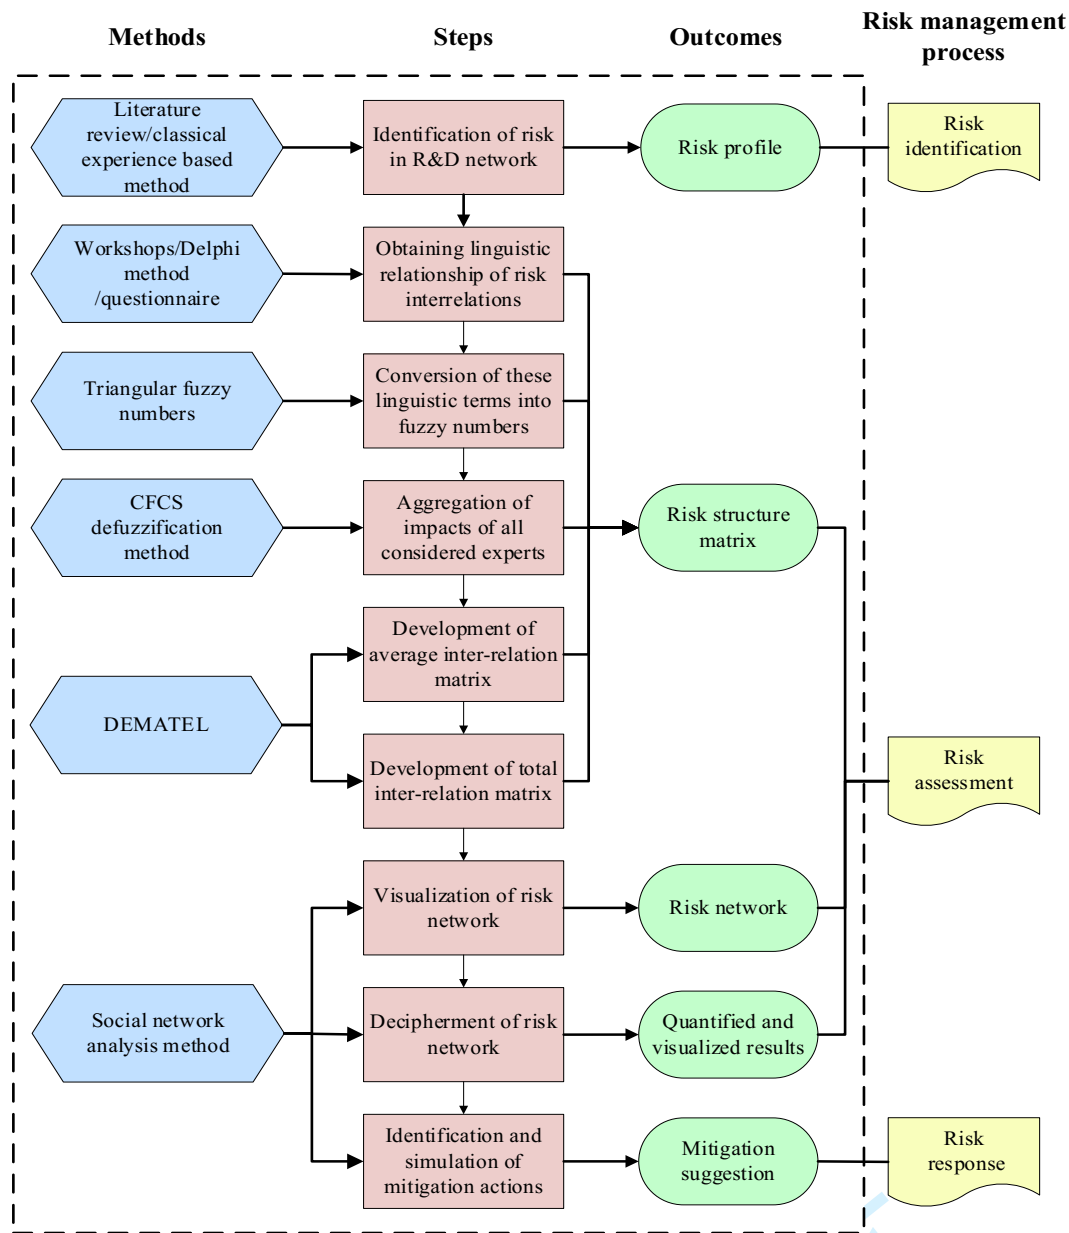 Methods
Steps
Outcomes
Risk management
process
Literature
review/classical
experience based
method
Identification of risk
in R&D network
Risk profile
Risk
identification
Workshops/Delphi
method
/questionnaire
Obtaining linguistic
relationship of risk
interrelations
Triangular fuzzy
numbers
Conversion of these
linguistic terms into
fuzzy numbers
CFCS
defuzzification
method
Aggregation of
impacts of all
considered experts
Risk structure
matrix
Development of
average inter-relation
matrix
DEMATEL
Development of total
inter-relation matrix
Risk
assessment
Visualization of risk
network
Risk network
Social network
analysis method
Decipherment of risk
network
Quantified and
visualized results
Identification and
simulation of
mitigation actions
Mitigation
suggestion
Risk
response